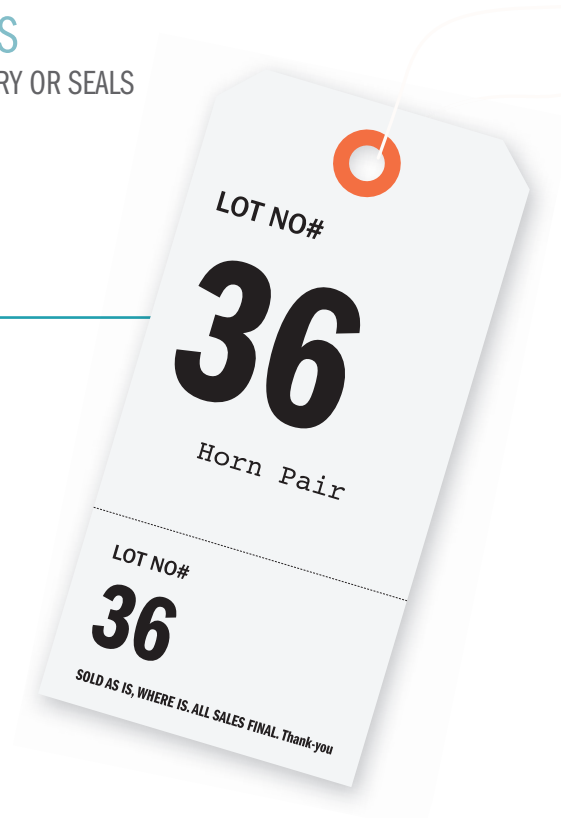 S
RY OR SEALS
LOT NO#
36
Horn Pair
LOT NO#
36
SOLD AS IS, WHERE IS. ALL SALES FINAL. Thank-you